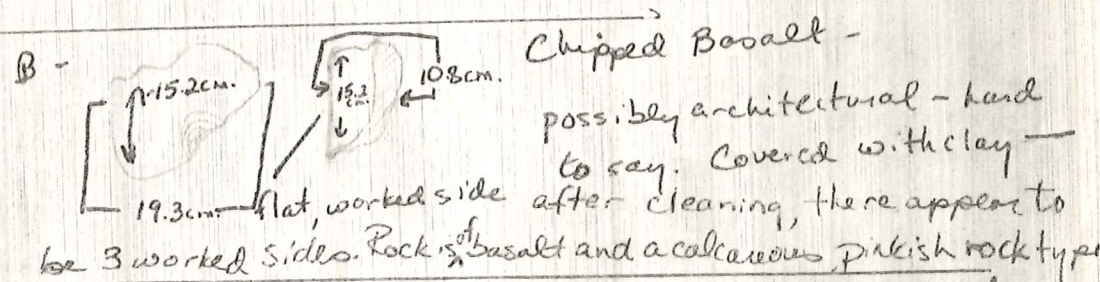 B -
15.2cm.
19.3cm.
15.2 cm.
10.8cm.
Chipped Basalt -
possibly architectural - hard
to say. Covered with clay —
flat, worked side after cleaning, there appear to
be 3 worked sides. Rock is of basalt and a calcareous pinkish rock type